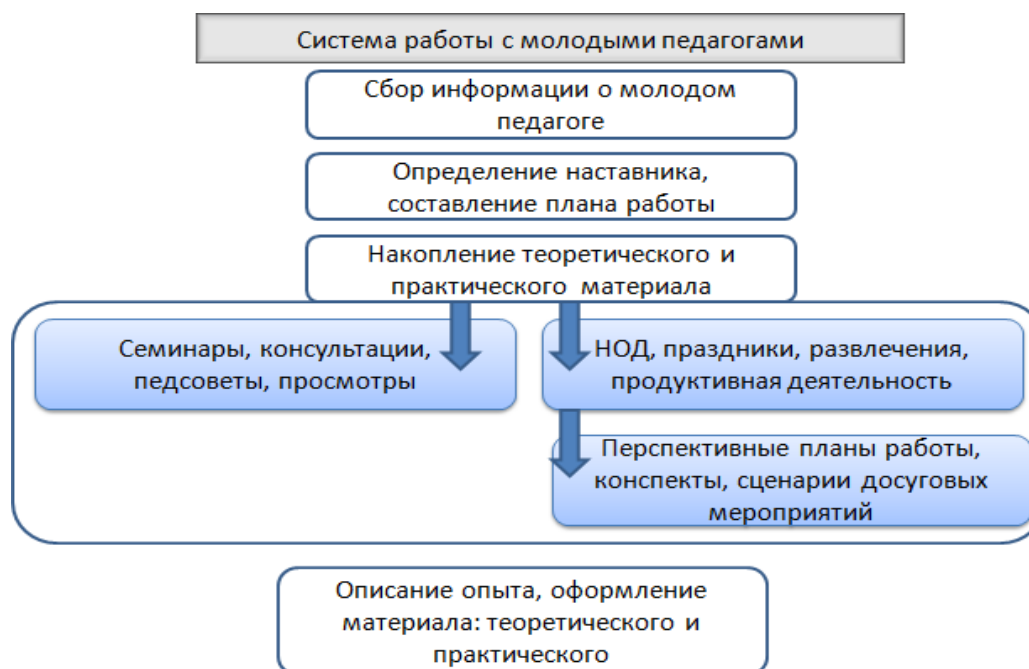 Система работы с молодыми педагогами
Сбор информации о молодом
педагоге
Определение наставника,
составление плана работы
Накопление теоретического и
практического материала
Семинары, консультации,
педсоветы, просмотры
НОД, праздники, развлечения,
продуктивная деятельность
Перспективные планы работы,
конспекты, сценарии досуговых
мероприятий
Описание опыта, оформление
материала: теоретического и
практического